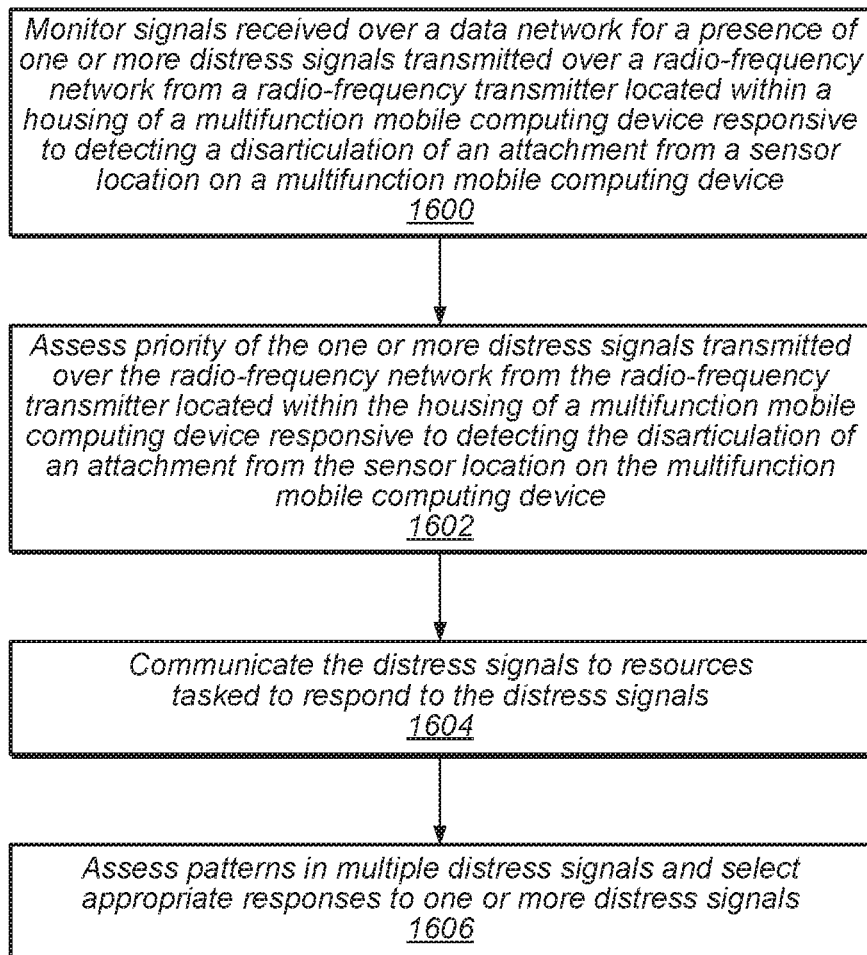 Monitor signals received over a data network for a presence of
one or more distress signals transmitted over a radio-frequency
network from a radio-frequency transmitter located within a
housing of a multifunction mobile computing device responsive
to detecting a disarticulation of an attachment from a sensor
location on a multifunction mobile computing device
1600
Assess priority of the one or more distress signals transmitted
over the radio-frequency network from the radio-frequency
transmitter located within the housing of a multifunction mobile
computing device responsive to detecting the disarticulation of
an attachment from the sensor location on the multifunction
mobile computing device
1602
Communicate the distress signals to resources
tasked to respond to the distress signals
1604
Assess patterns in multiple distress signals and select
appropriate responses to one or more distress signals
1606